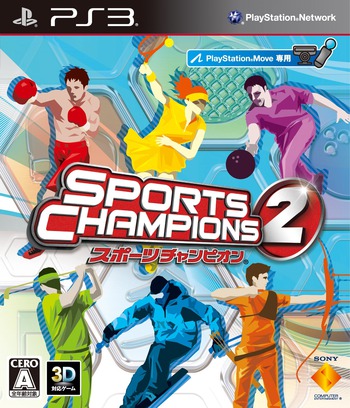 PS3
PlayStation®Network
PlayStation®Move 専用
SPORTS
CHAMPIONS 2
スポーツチャンピオン
CERO
A
全年齢対象
3D
対応ゲーム
SONY
COMPUTER